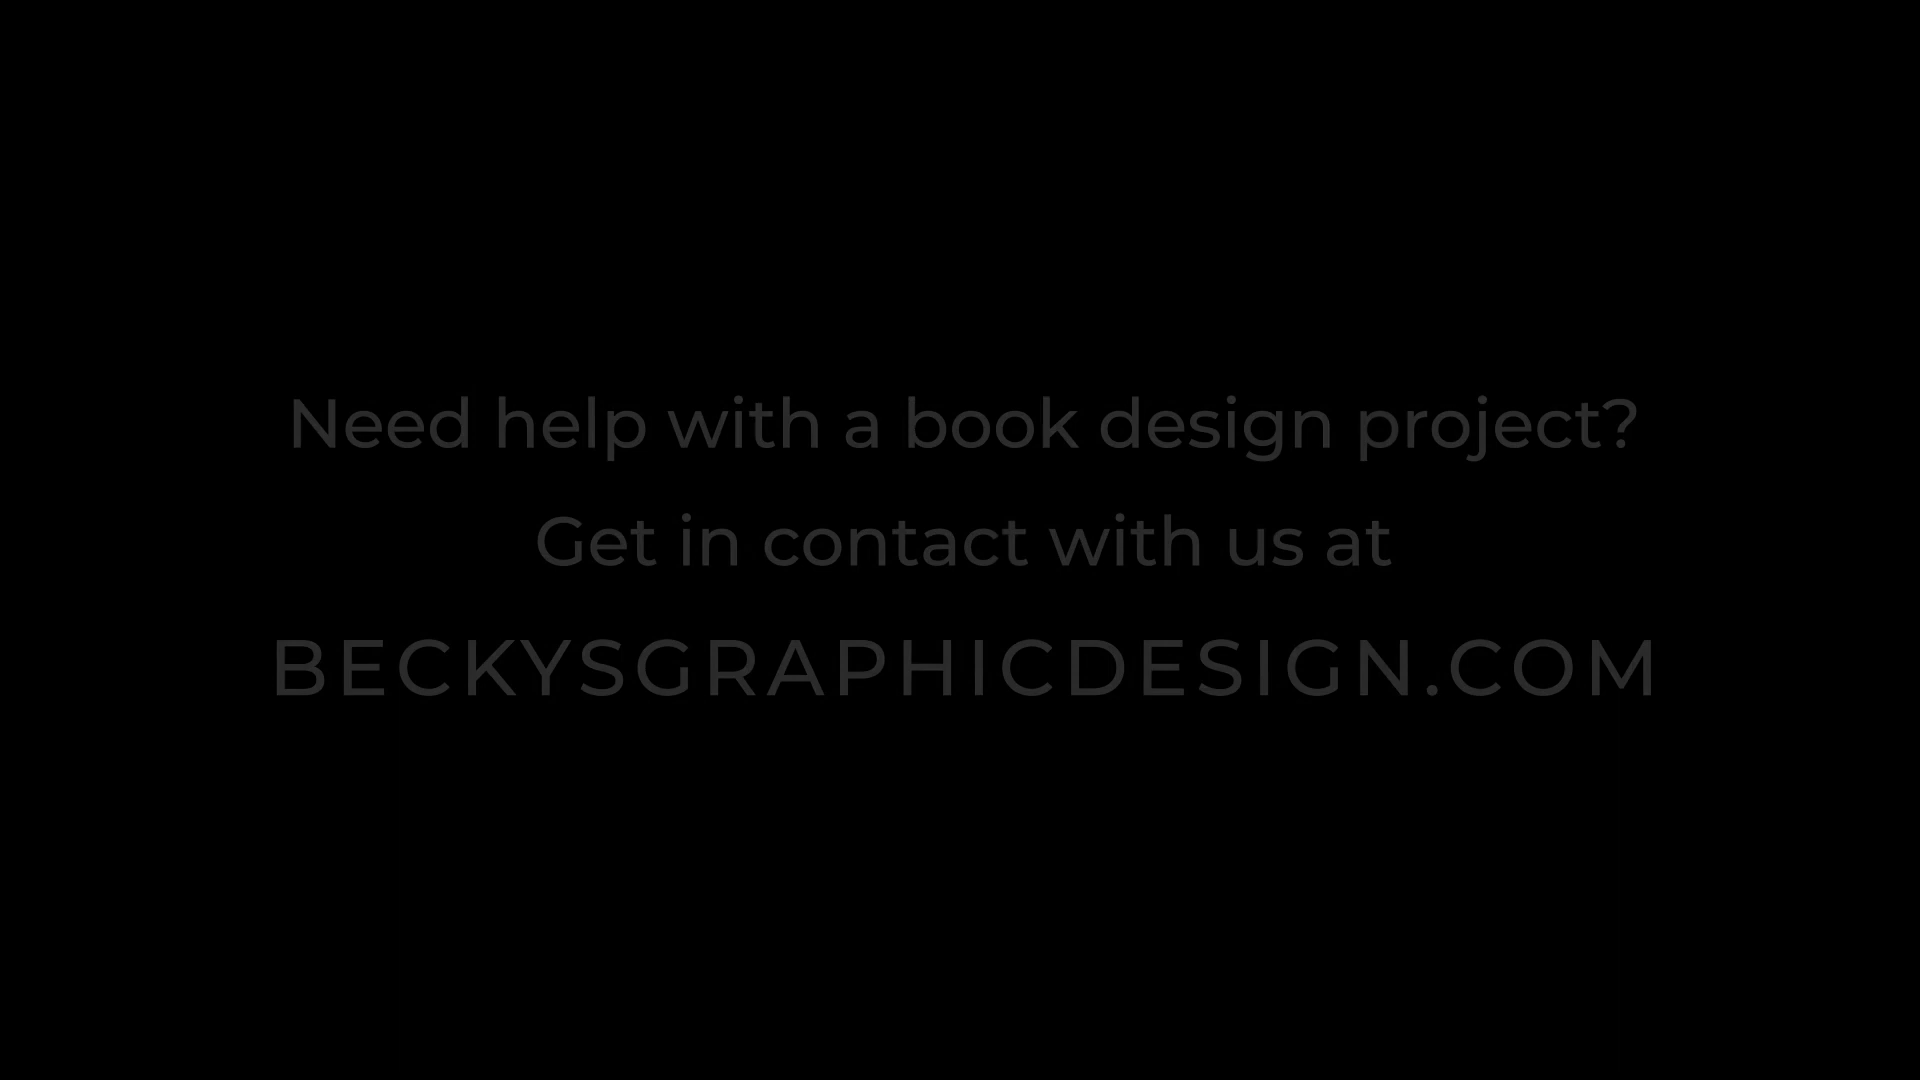 Need help with a book design project?
Get in contact with us at
BECKYSGRAPHICDESIGN.COM